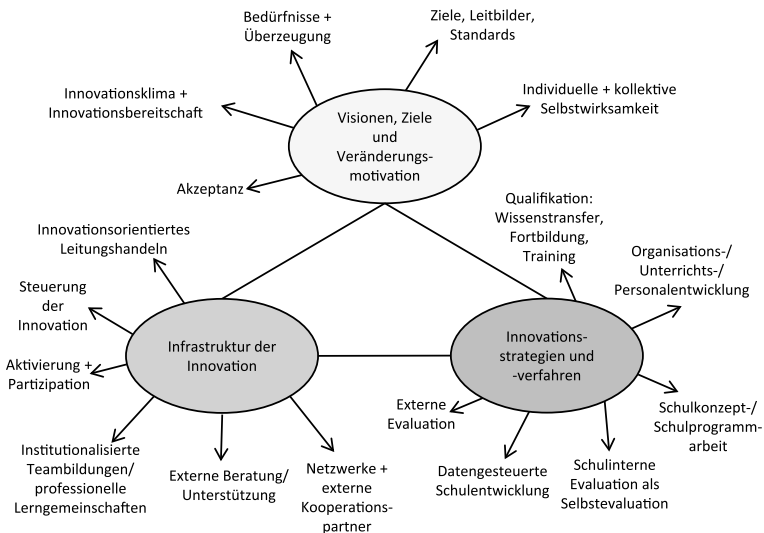 Bedürfnisse +
Überzeugung
Ziele, Leitbilder,
Standards
Innovationsklima +
Innovationsbereitschaft
Individuelle + kollektive
Selbstwirksamkeit
Visionen, Ziele
und
Veränderungs-
motivation
Akzeptanz
Qualifikation:
Wissenstransfer,
Fortbildung,
Training
Innovationsorientiertes
Leitungshandeln
Organisations-/
Unterrichts-/
Personalentwicklung
Steuerung
der
Innovation
Infrastruktur der
Innovation
Innovations-
strategien und
-verfahren
Aktivierung +
Partizipation
Externe
Evaluation
Schulkonzept-/
Schulprogramm-
arbeit
Institutionalisierte
Teambildungen/
professionelle
Lerngemeinschaften
Externe Beratung/
Unterstützung
Netzwerke +
externe
Kooperations-
partner
Datengesteuerte
Schulentwicklung
Schulinterne
Evaluation als
Selbstevaluation